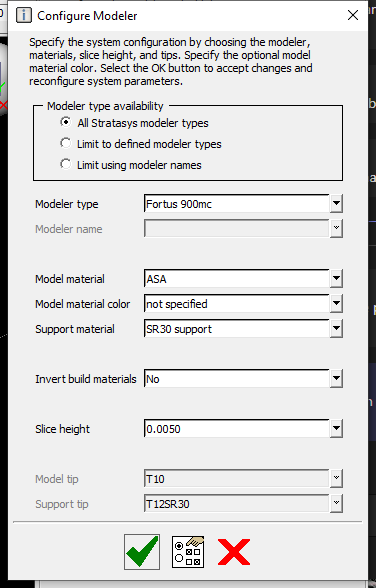 Configure Modeler
Specify the system configuration by choosing the modeler,
materials, slice height, and tips. Specify the optional model
material color. Select the OK button to accept changes and
reconfigure system parameters.
Modeler type availability
All Stratasys modeler types
Limit to defined modeler types
Limit using modeler names
Modeler type Fortus 900mc
Modeler name
Model material ASA
Model material color not specified
Support material SR30 support
Invert build materials No
Slice height 0.0050
Model tip T10
Support tip T12SR30